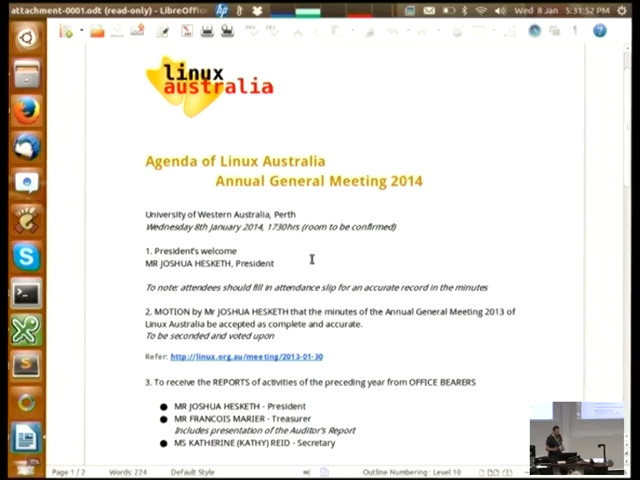 attachment-0001.odt (read-only) - LibreOffic
Wed 8 Jan 5:31:52 PM
linux
australia
Agenda of Linux Australia
Annual General Meeting 2014
University of Western Australia, Perth
Wednesday 8th January 2014, 1730hrs (room to be confirmed)
1. President's welcome
MR JOSHUA HESKETH, President
To note: attendees should fill in attendance slip for an accurate record in the minutes
2. MOTION by Mr JOSHUA HESKETH that the minutes of the Annual General Meeting 2013 of
Linux Australia be accepted as complete and accurate.
To be seconded and voted upon
Refer: http://linux.org.au/meeting/2013-01-30
3. To receive the REPORTS of activities of the preceding year from OFFICE BEARERS
● MR JOSHUA HESKETH - President
● MR FRANCOIS MARIER - Treasurer
Includes presentation of the Auditor's Report
● MS KATHERINE (KATHY) REID - Secretary
Page 1 / 2 Words: 224 Default Style Outline Numbering : Level 10